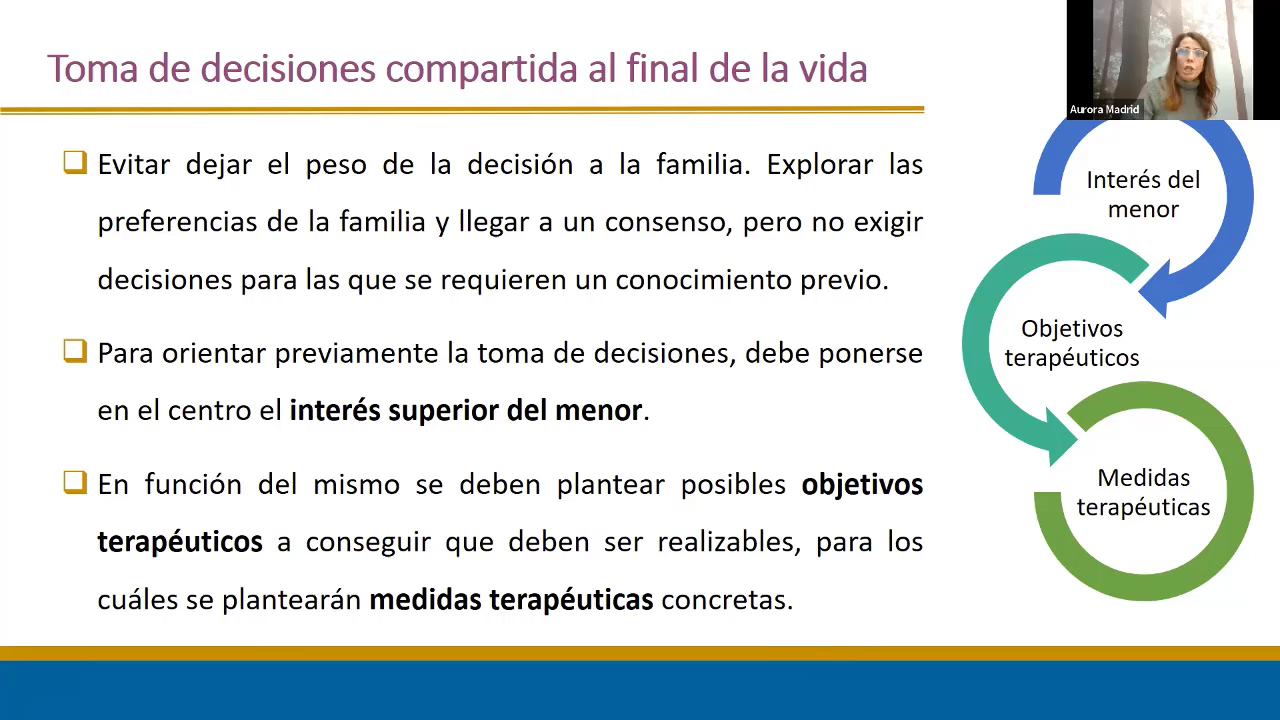 Toma de decisiones compartida al final de la vida
Aurora Madrid
❑ Evitar dejar el peso de la decisión a la familia. Explorar las
preferencias de la familia y llegar a un consenso, pero no exigir
decisiones para las que se requieren un conocimiento previo.
❑ Para orientar previamente la toma de decisiones, debe ponerse
en el centro el interés superior del menor.
❑ En función del mismo se deben plantear posibles objetivos
terapéuticos a conseguir que deben ser realizables, para los
cuáles se plantearán medidas terapéuticas concretas.
Interés del
menor
Objetivos
terapéuticos
Medidas
terapéuticas